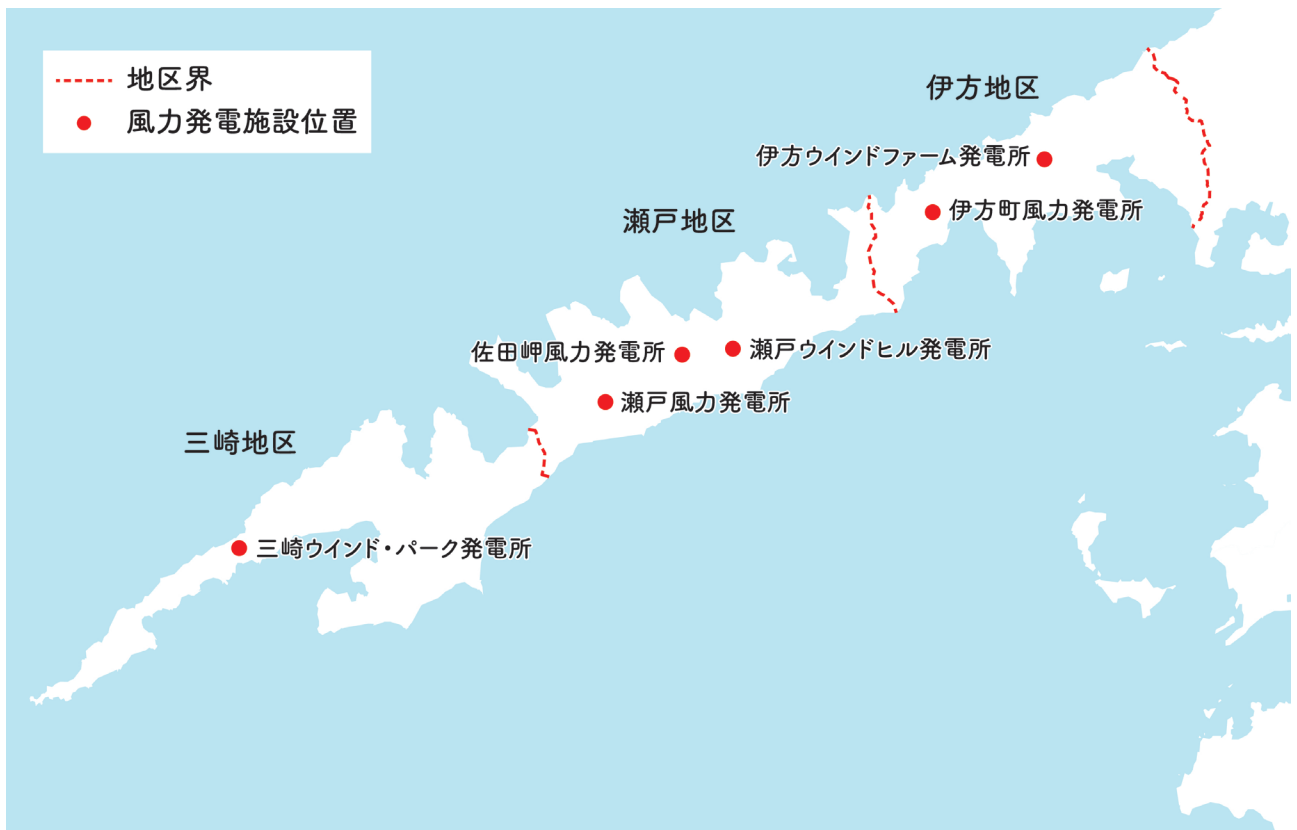 地区界
風力発電施設位置
伊方地区
伊方ウインドファーム発電所
伊方町風力発電所
瀬戸地区
佐田岬風力発電所
瀬戸ウインドヒル発電所
瀬戸風力発電所
三崎地区
三崎ウインド・パーク発電所